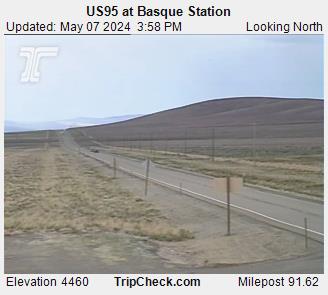 US95 at Basque Station
Updated: May 07 2024 3:58 PM Looking North
Elevation 4460 TripCheck.com Milepost 91.62